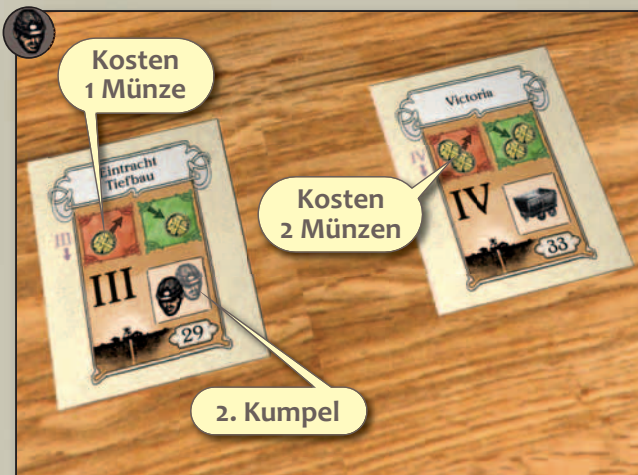 Kosten
1 Münze
Eintracht
Tiefbau
III
III
29
2. Kumpel
Victoria
Kosten
2 Münzen
IV
IV
33